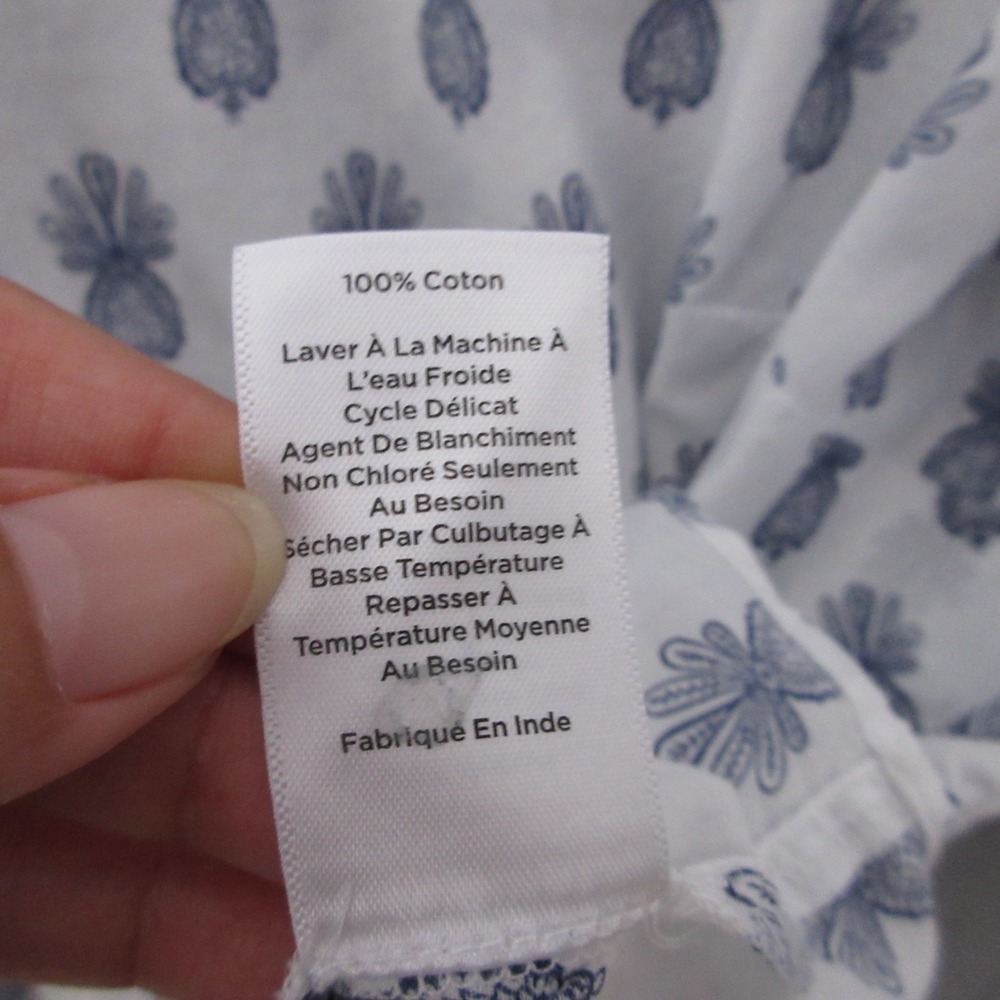 100% Coton
Laver À La Machine À
L'eau Froide
Cycle Délicat
Agent De Blanchiment
Non Chloré Seulement
Au Besoin
Sécher Par Culbutage À
Basse Température
Repasser À
Température Moyenne
Au Besoin
Fabriqué En Inde